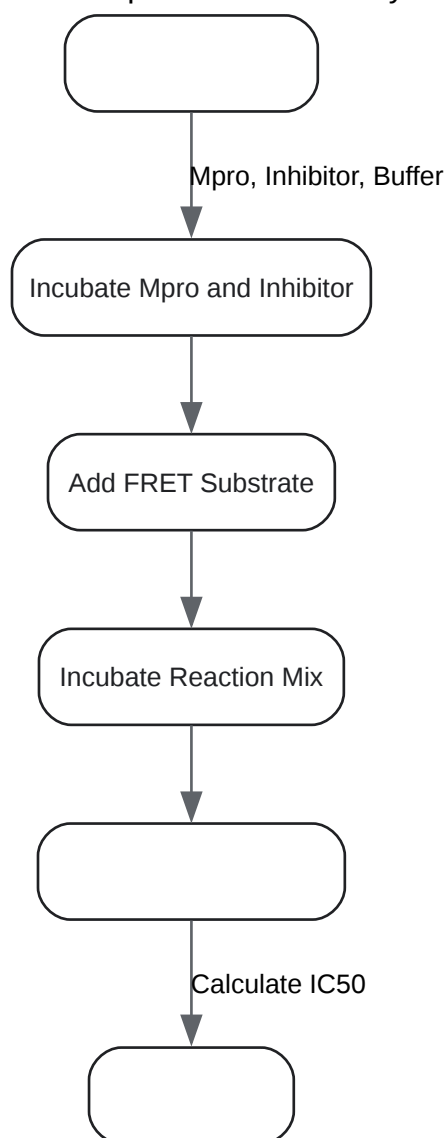 Mpro, Inhibitor, Buffer
Incubate Mpro and Inhibitor
Add FRET Substrate
Incubate Reaction Mix
Calculate IC50